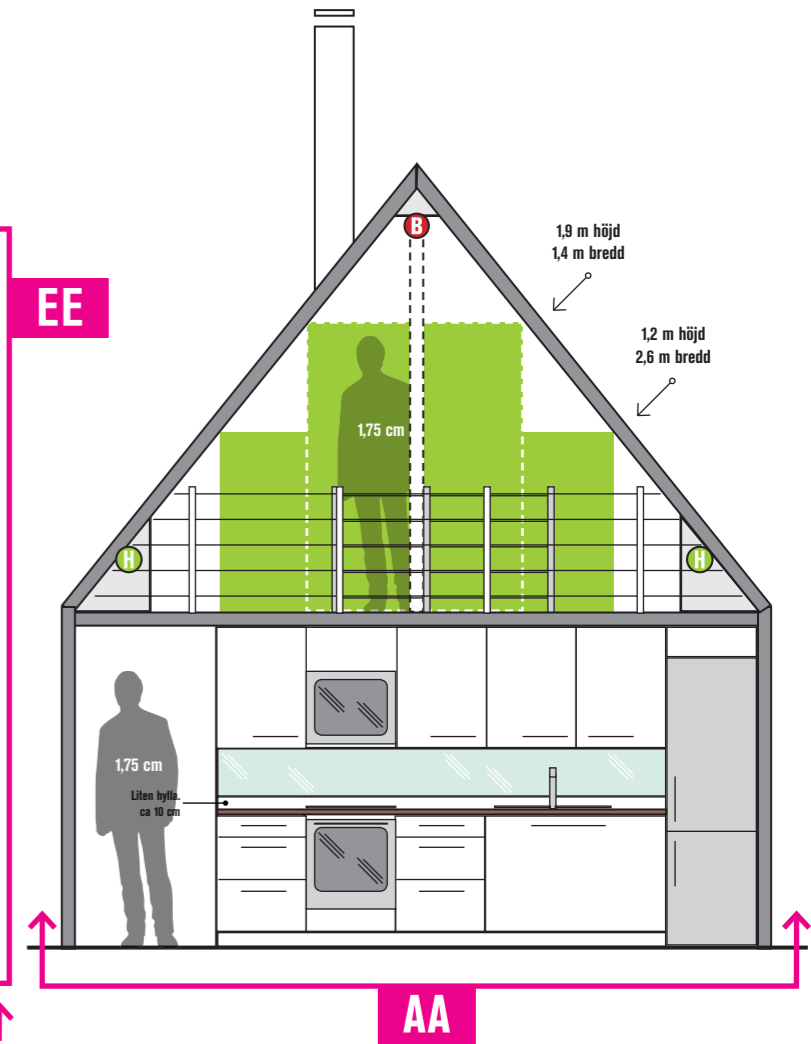 B
1,9 m höjd
1,4 m bredd
EE
1,2 m höjd
2,6 m bredd
1,75 cm
H
H
1,75 cm
Liten hylla.
ca 10 cm
AA